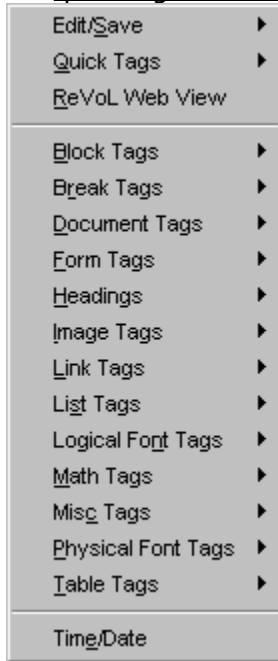 Edit/Save
Quick Tags
ReVoL Web View
Block Tags
Break Tags
Document Tags
Form Tags
Headings
Image Tags
Link Tags
List Tags
Logical Font Tags
Math Tags
Misc Tags
Physical Font Tags
Table Tags
Time/Date